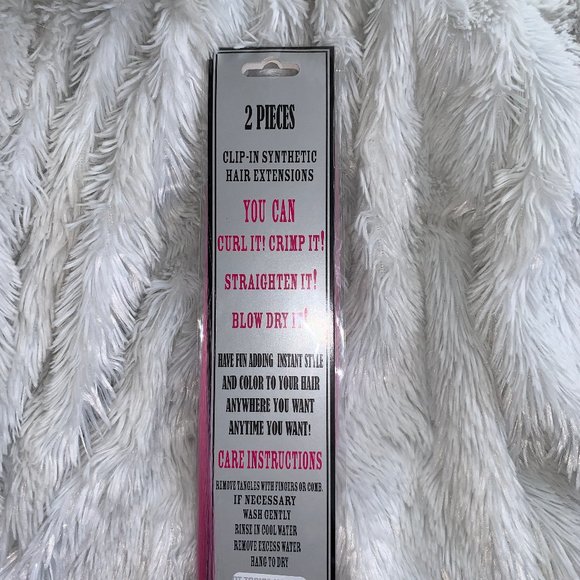 2 PIECES
CLIP-IN SYNTHETIC
HAIR EXTENSIONS
YOU CAN
CURL IT! CRIMP IT!
STRAIGHTEN IT!
BLOW DRY IT!
HAVE FUN ADDING INSTANT STYLE
AND COLOR TO YOUR HAIR
ANYWHERE YOU WANT
ANYTIME YOU WANT!
CARE INSTRUCTIONS
REMOVE TANGLES WITH FINGERS OR COMB.
IF NECESSARY
WASH GENTLY
RINSE IN COOL WATER
REMOVE EXCESS WATER
HANG TO DRY